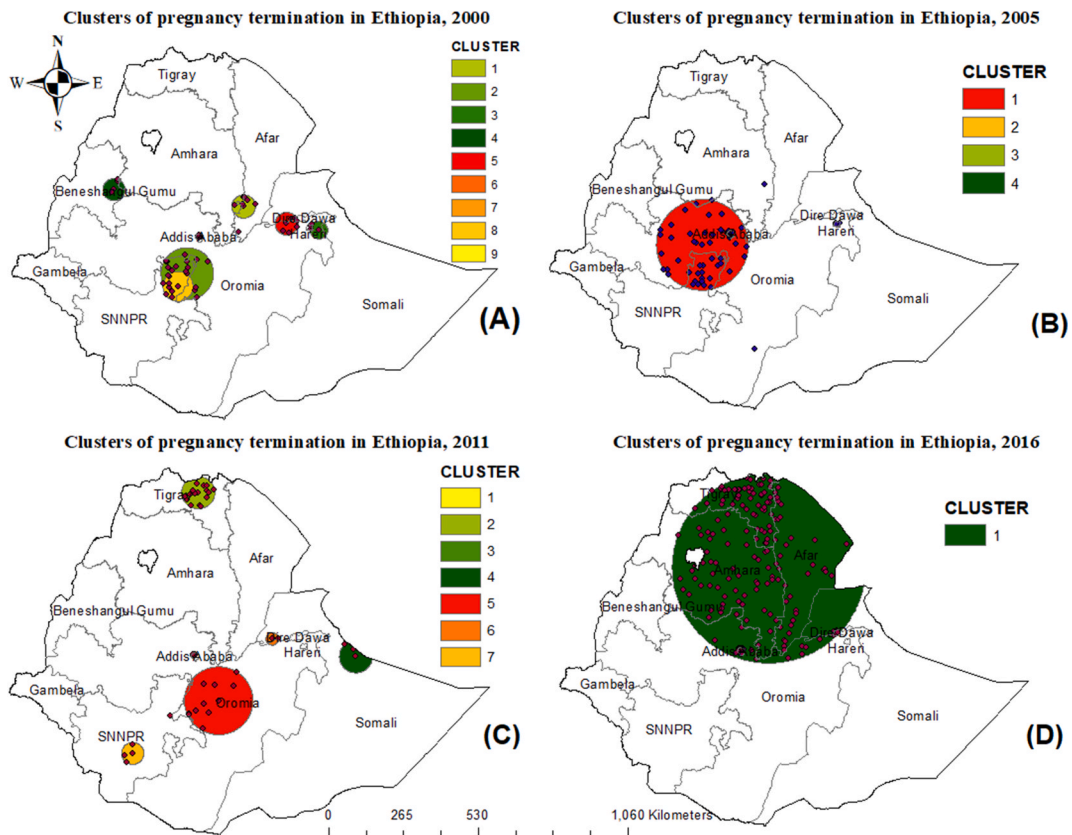 Clusters of pregnancy termination in Ethiopia, 2000
N
W E
S
CLUSTER
1
2
3
4
5
6
7
8
9
Tigray
Afar
Amhara
Beneshangul Gumu
Dire Dawa
Addis Ababa
Hareri
Gambela
Oromia
Somali
SNNPR
(A)
Clusters of pregnancy termination in Ethiopia, 2005
CLUSTER
1
2
3
4
Tigray
Afar
Amhara
Beneshangul Gumu
Dire Dawa
Addis Ababa
Hareri
Gambela
Oromia
Somali
SNNPR
(B)
Clusters of pregnancy termination in Ethiopia, 2011
CLUSTER
1
2
3
4
5
6
7
Tigray
Afar
Amhara
Beneshangul Gumu
Dire Dawa
Addis Ababa
Hareri
Gambela
Oromia
Somali
SNNPR
(C)
Clusters of pregnancy termination in Ethiopia, 2016
CLUSTER
1
Tigray
Afar
Amhara
Beneshangul Gumu
Dire Dawa
Addis Ababa
Hareri
Gambela
Oromia
Somali
SNNPR
(D)
0 265 530 1,060 Kilometers